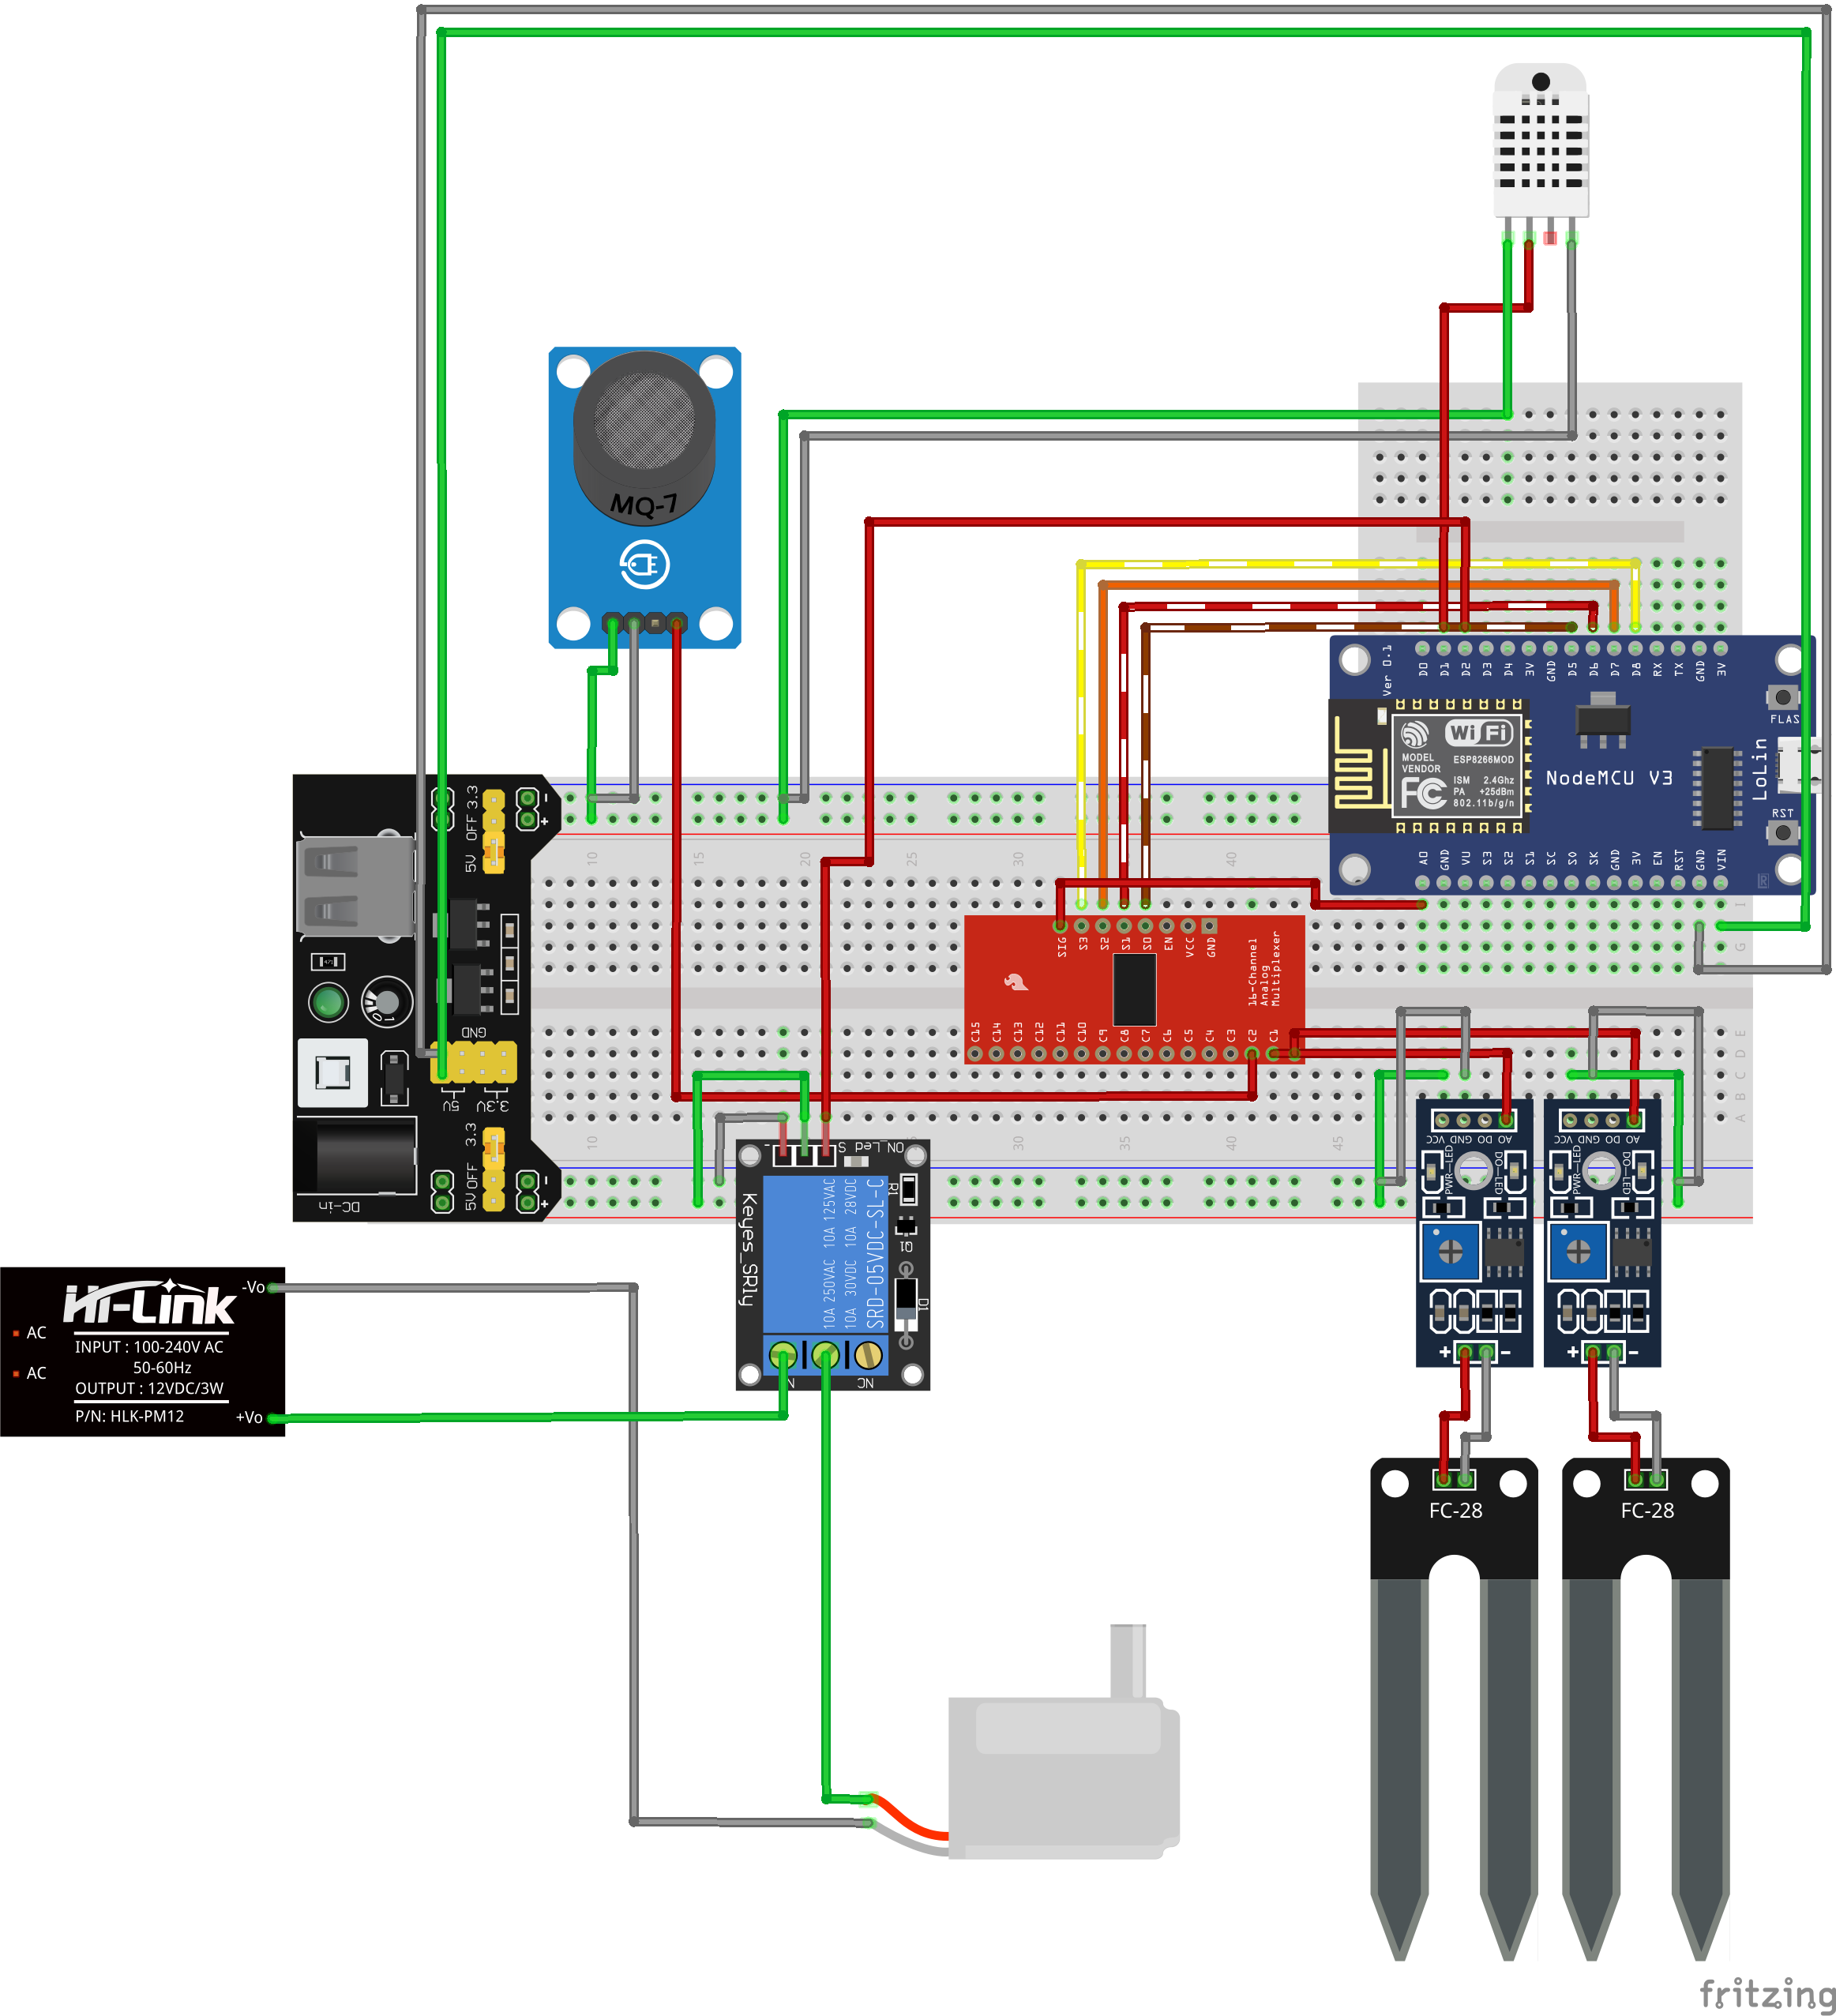 MQ-7
Ver 0.1
D0 D1 D2 D3 D4 3V GND D5 D6 D7 D8 RX TX GND 3V
FLAS
WiFi
MODEL
VENDOR
ESP8266MOD
ISM 2.4Ghz
PA +25dBm
802.11b/g/n
FC
NodeMCU V3
LoLin
RST
A0 GND VU S3 S2 S1 SC S0 SK GND 3V EN RST GND VIN
5V OFF 3.3
-
+
10 15 20 25 30 35 40
I
G
SIG S3 S2 S1 S0 EN VCC GND
16-Channel
Analog
Multiplexer
C15 C14 C13 C12 C11 C10 C9 C8 C7 C6 C5 C4 C3 C2 C1
471
1
0
GND
5V
3.3V
E
D
C
B
A
10 30 35 40 45
5V OFF 3.3
-
+
DC-in
- S ON_Led
Keyes_SRly
10A 250VAC 10A 125VAC
10A 30VDC 10A 28VDC
SRD-05VDC-SL-C
R1
Q1
D1
N
NC
VCC GND DO AO
PWR-LED
DO-LED
+ -
VCC GND DO AO
PWR-LED
DO-LED
+ -
Hi-Link
-Vo
AC
AC
INPUT : 100-240V AC
50-60Hz
OUTPUT : 12VDC/3W
P/N: HLK-PM12
+Vo
FC-28
FC-28
fritzing